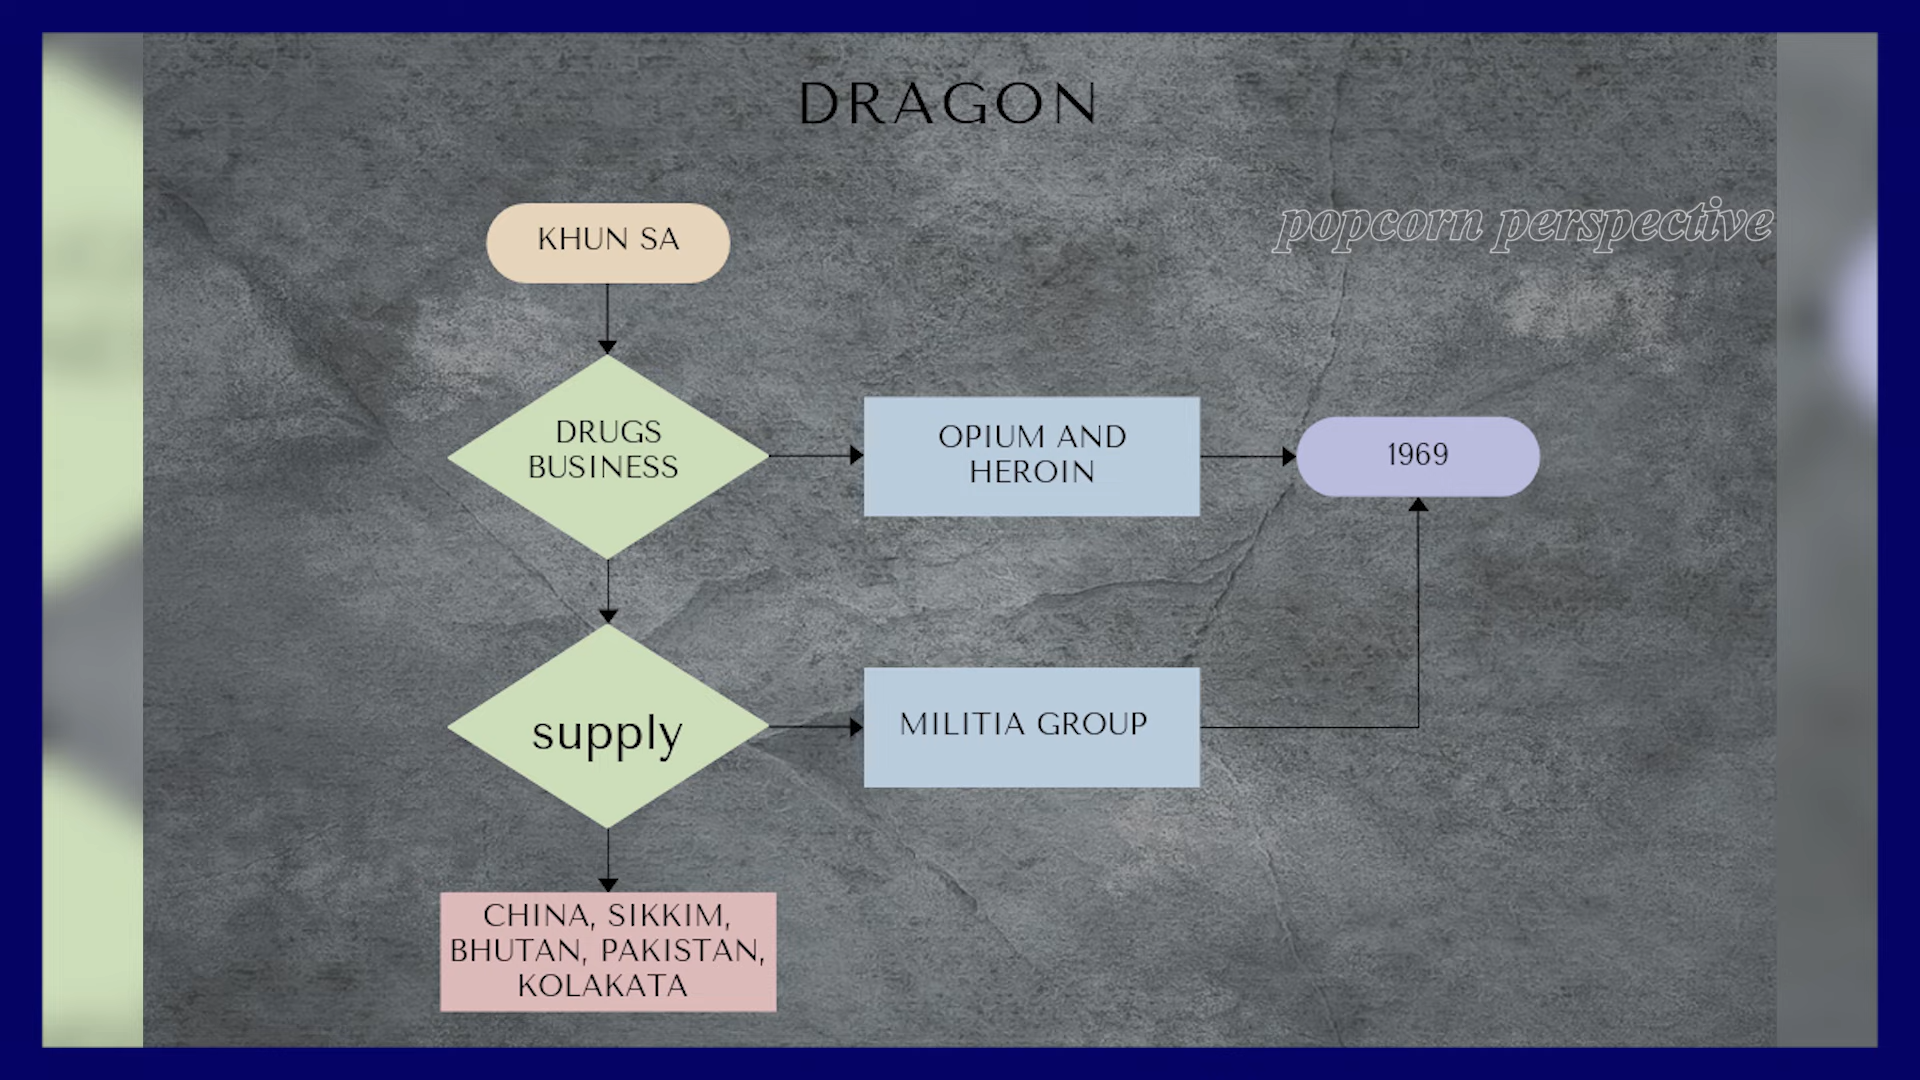 DRAGON
popcorn perspective
KHUN SA
DRUGS
BUSINESS
OPIUM AND
HEROIN
1969
supply
MILITIA GROUP
CHINA, SIKKIM,
BHUTAN, PAKISTAN,
KOLAKATA